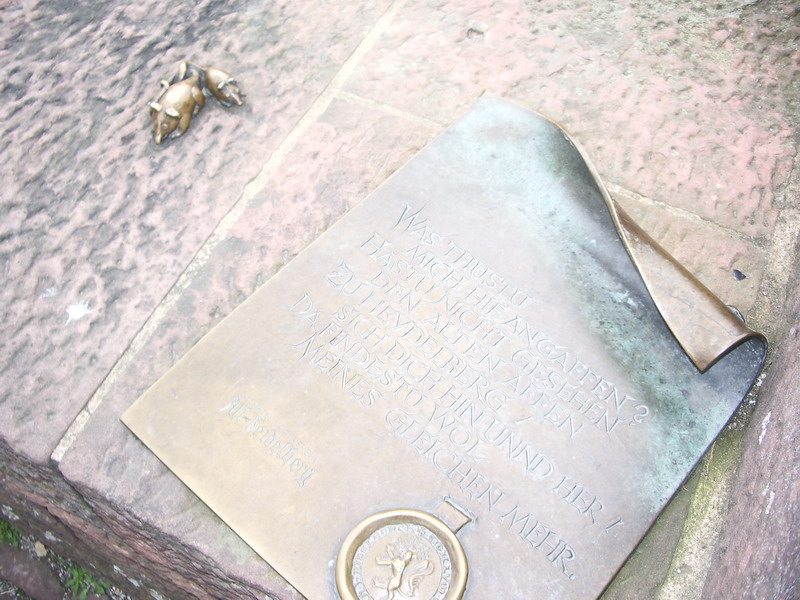 WAS THUSTU
MICH HIE ANGAFFEN?
HASTU NICHT GESEHEN
DEN ALTEN AFFEN
ZU HEYDELBERG/
SICH DICH HIN UNND HER/
DA FINDESTU WOL
MEINES GLEICHEN MEHR.